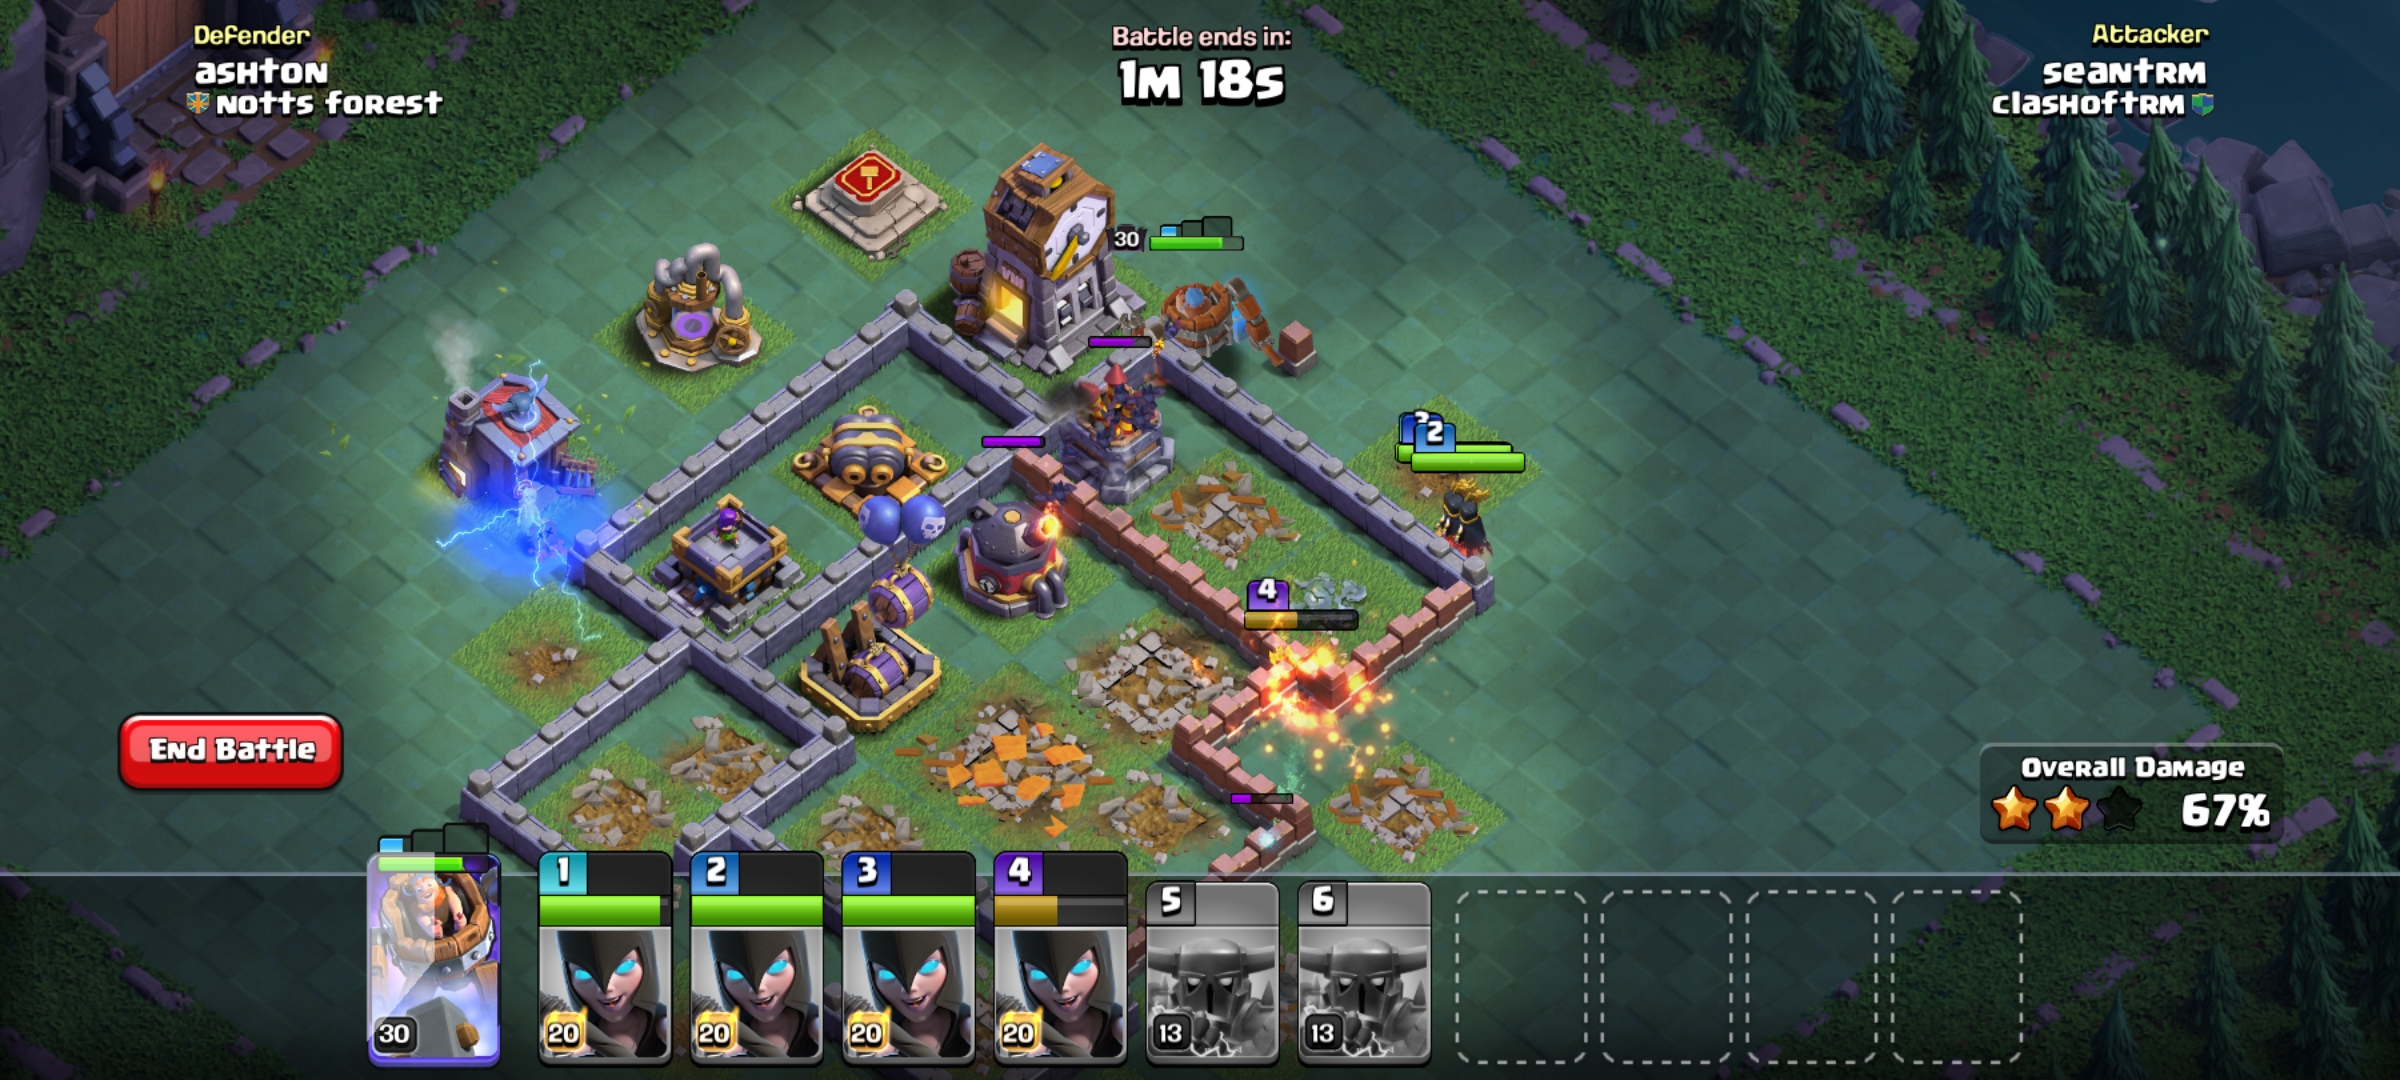 Defender
ashton
notts forest
Battle ends in:
1M 18s
Attacker
seantRM
clashoftRM
30
2
4
End Battle
Overall Damage
67%
1
2
3
4
5
6
30
20
20
20
20
13
13